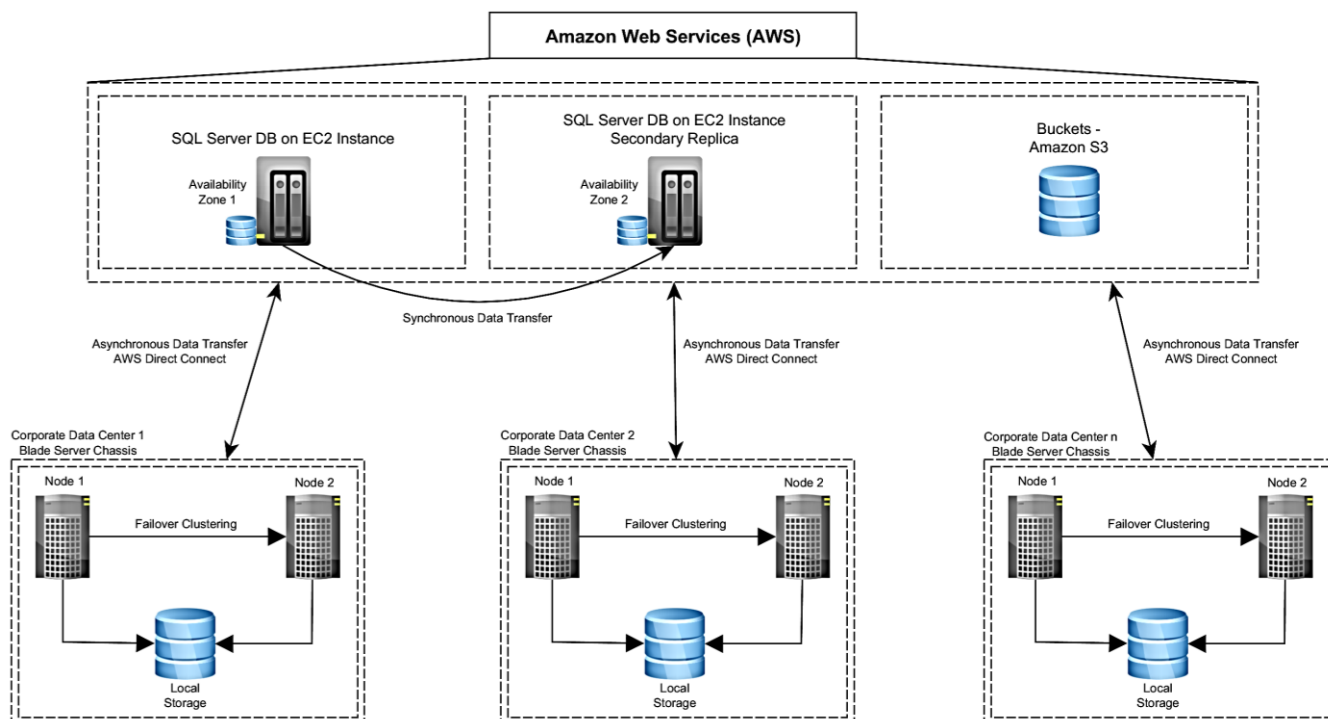 Amazon Web Services (AWS)
SQL Server DB on EC2 Instance
Availability
Zone 1
SQL Server DB on EC2 Instance
Secondary Replica
Availability
Zone 2
Buckets -
Amazon S3
Synchronous Data Transfer
Asynchronous Data Transfer
AWS Direct Connect
Asynchronous Data Transfer
AWS Direct Connect
Asynchronous Data Transfer
AWS Direct Connect
Corporate Data Center 1
Blade Server Chassis
Node 1
Node 2
Failover Clustering
Local
Storage
Corporate Data Center 2
Blade Server Chassis
Node 1
Node 2
Failover Clustering
Local
Storage
Corporate Data Center n
Blade Server Chassis
Node 1
Node 2
Failover Clustering
Local
Storage